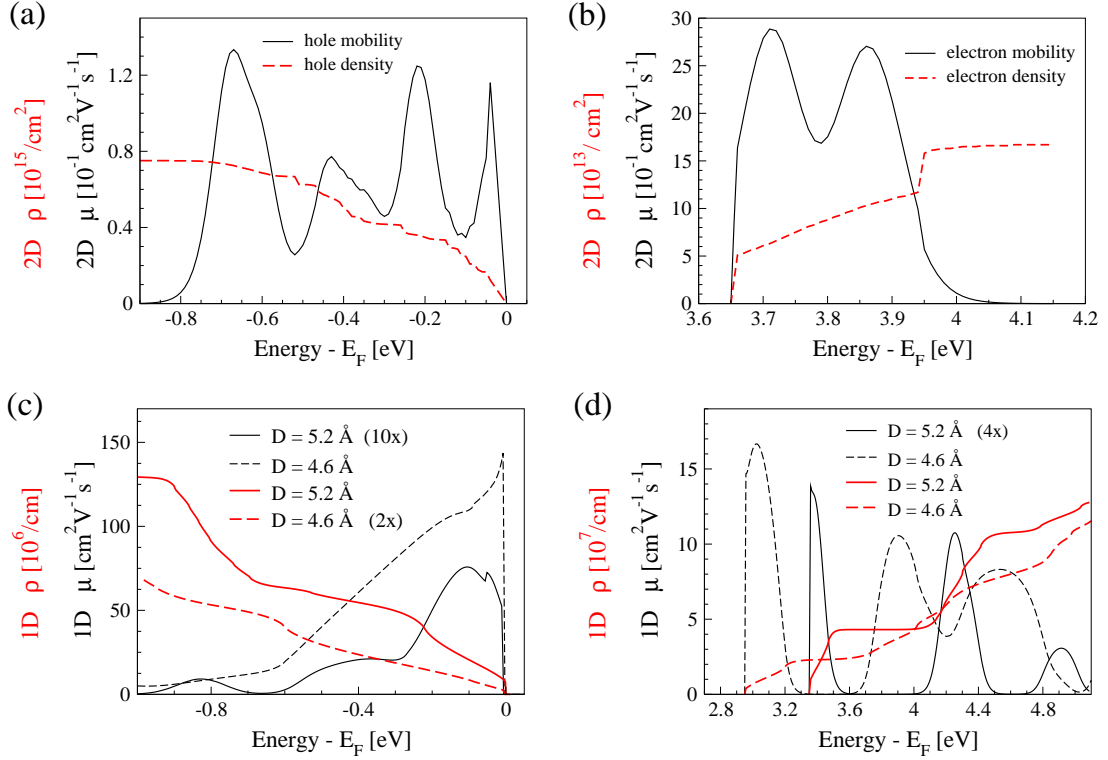 (a)
hole mobility
hole density
2D ρ [10^15/cm^2]
2D μ [10^-1 cm^2V^-1s^-1]
1.2
0.8
0.4
0
-0.8
-0.6
-0.4
-0.2
0
Energy - E_F [eV]
(b)
electron mobility
electron density
2D ρ [10^13/ cm^2]
2D μ [10^-1 cm^2V^-1s^-1]
30
25
20
15
10
5
0
3.6
3.7
3.8
3.9
4
4.1
4.2
Energy - E_F [eV]
(c)
D = 5.2 Å (10x)
D = 4.6 Å
D = 5.2 Å
D = 4.6 Å (2x)
1D ρ [10^6/cm]
1D μ [cm^2V^-1s^-1]
150
125
100
75
50
25
0
-0.8
-0.4
0
Energy - E_F [eV]
(d)
D = 5.2 Å (4x)
D = 4.6 Å
D = 5.2 Å
D = 4.6 Å
1D ρ [10^7/cm]
1D μ [cm^2V^-1s^-1]
15
10
5
0
2.8
3.2
3.6
4
4.4
4.8
Energy - E_F [eV]